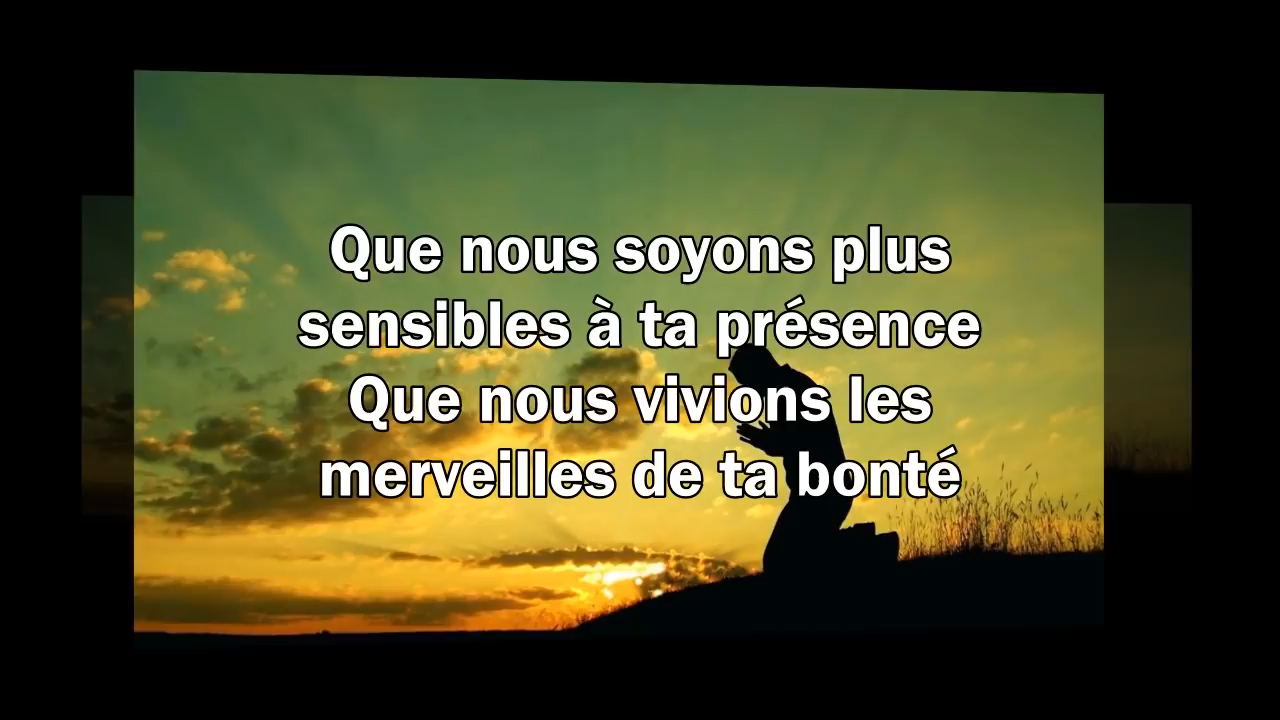 Que nous soyons plus
sensibles à ta présence
Que nous vivions les
merveilles de ta bonté